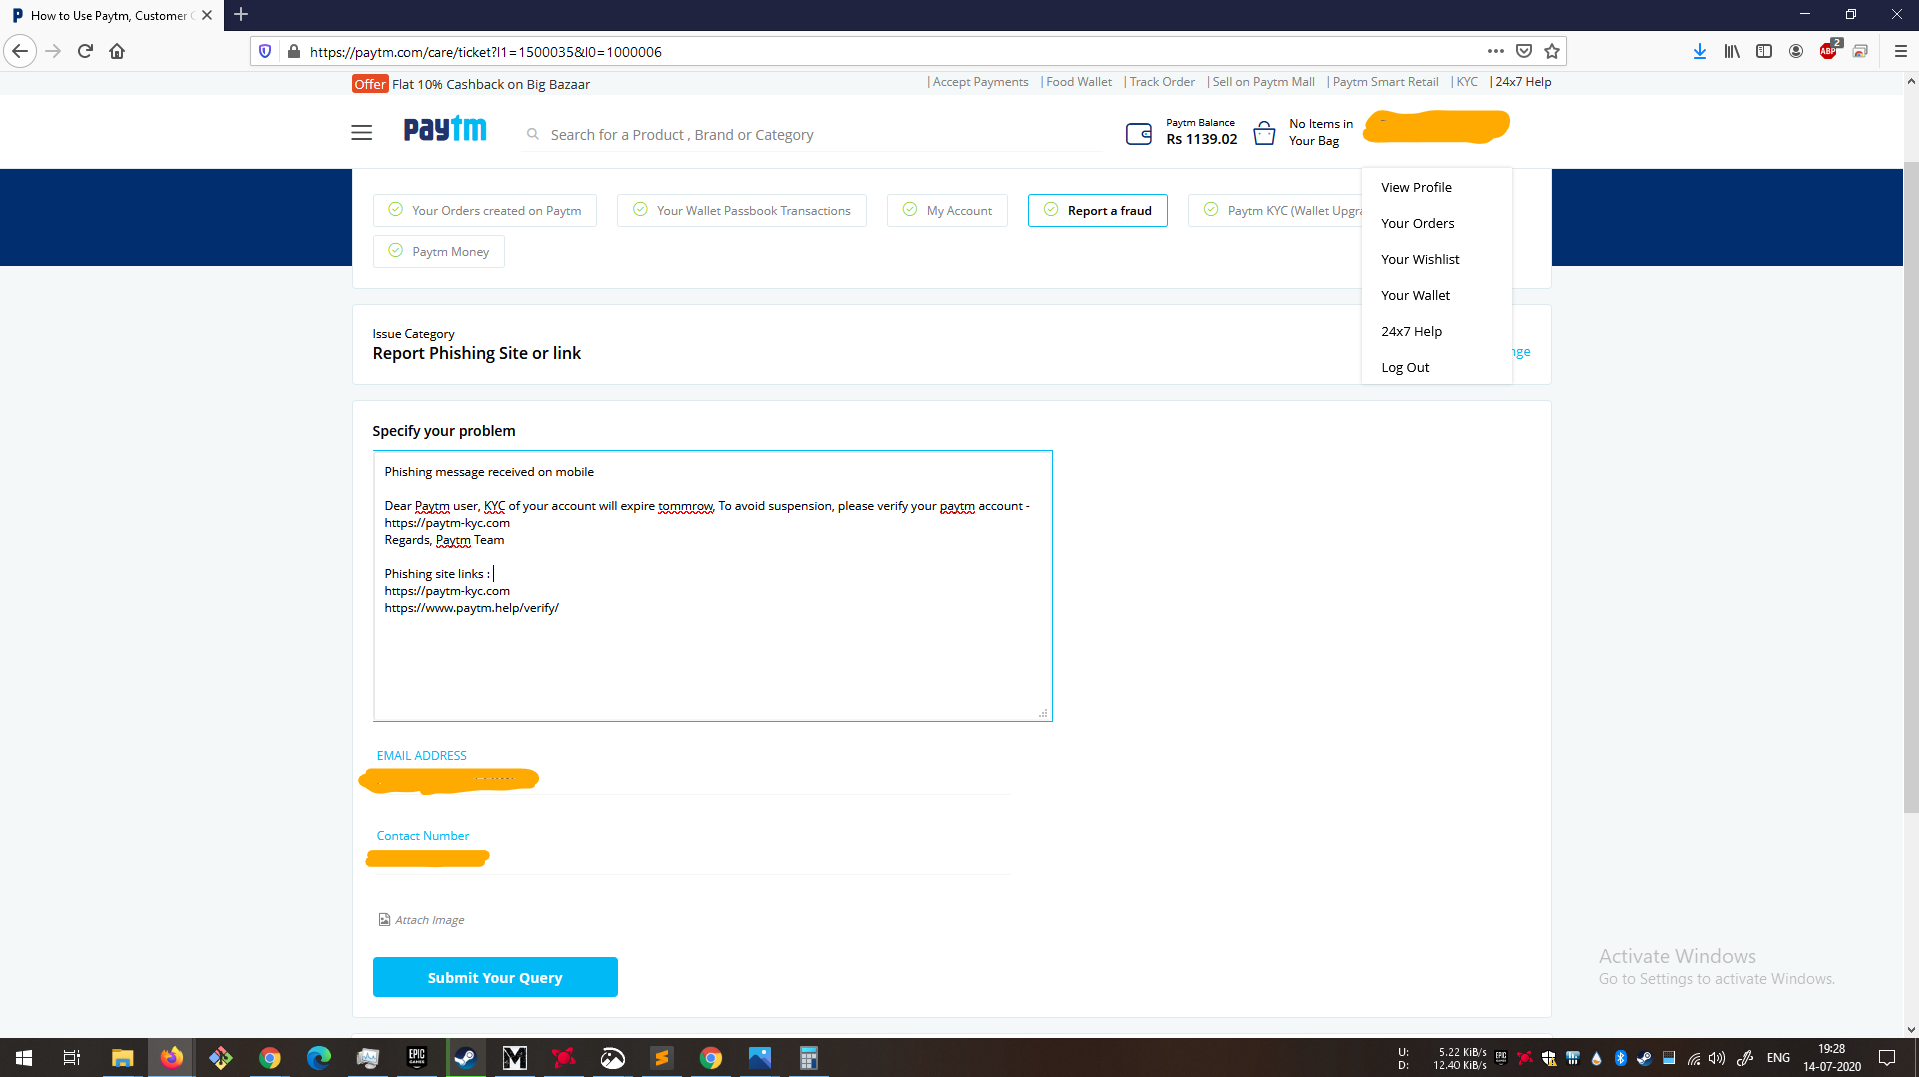 How to Use Paytm, Customer C
https://paytm.com/care/ticket?l1=1500035&l0=1000006
ABP 2
Offer Flat 10% Cashback on Big Bazaar
|Accept Payments |Food Wallet |Track Order |Sell on Paytm Mall |Paytm Smart Retail |KYC |24x7 Help
paytm
Search for a Product , Brand or Category
Paytm Balance
Rs 1139.02
No Items in
Your Bag
View Profile
Your Orders
Your Wishlist
Your Wallet
24x7 Help
Log Out
Your Orders created on Paytm
Your Wallet Passbook Transactions
My Account
Report a fraud
Paytm KYC (Wallet Upgra
Paytm Money
Issue Category
Report Phishing Site or link
nge
Specify your problem
Phishing message received on mobile
Dear Paytm user, KYC of your account will expire tommrow, To avoid suspension, please verify your paytm account -
https://paytm-kyc.com
Regards, Paytm Team
Phishing site links :
https://paytm-kyc.com
https://www.paytm.help/verify/
EMAIL ADDRESS
Contact Number
Attach Image
Submit Your Query
Activate Windows
Go to Settings to activate Windows.
EPIC GAMES
U: 5.22 KiB/s
D: 12.40 KiB/s
ENG
19:28
14-07-2020